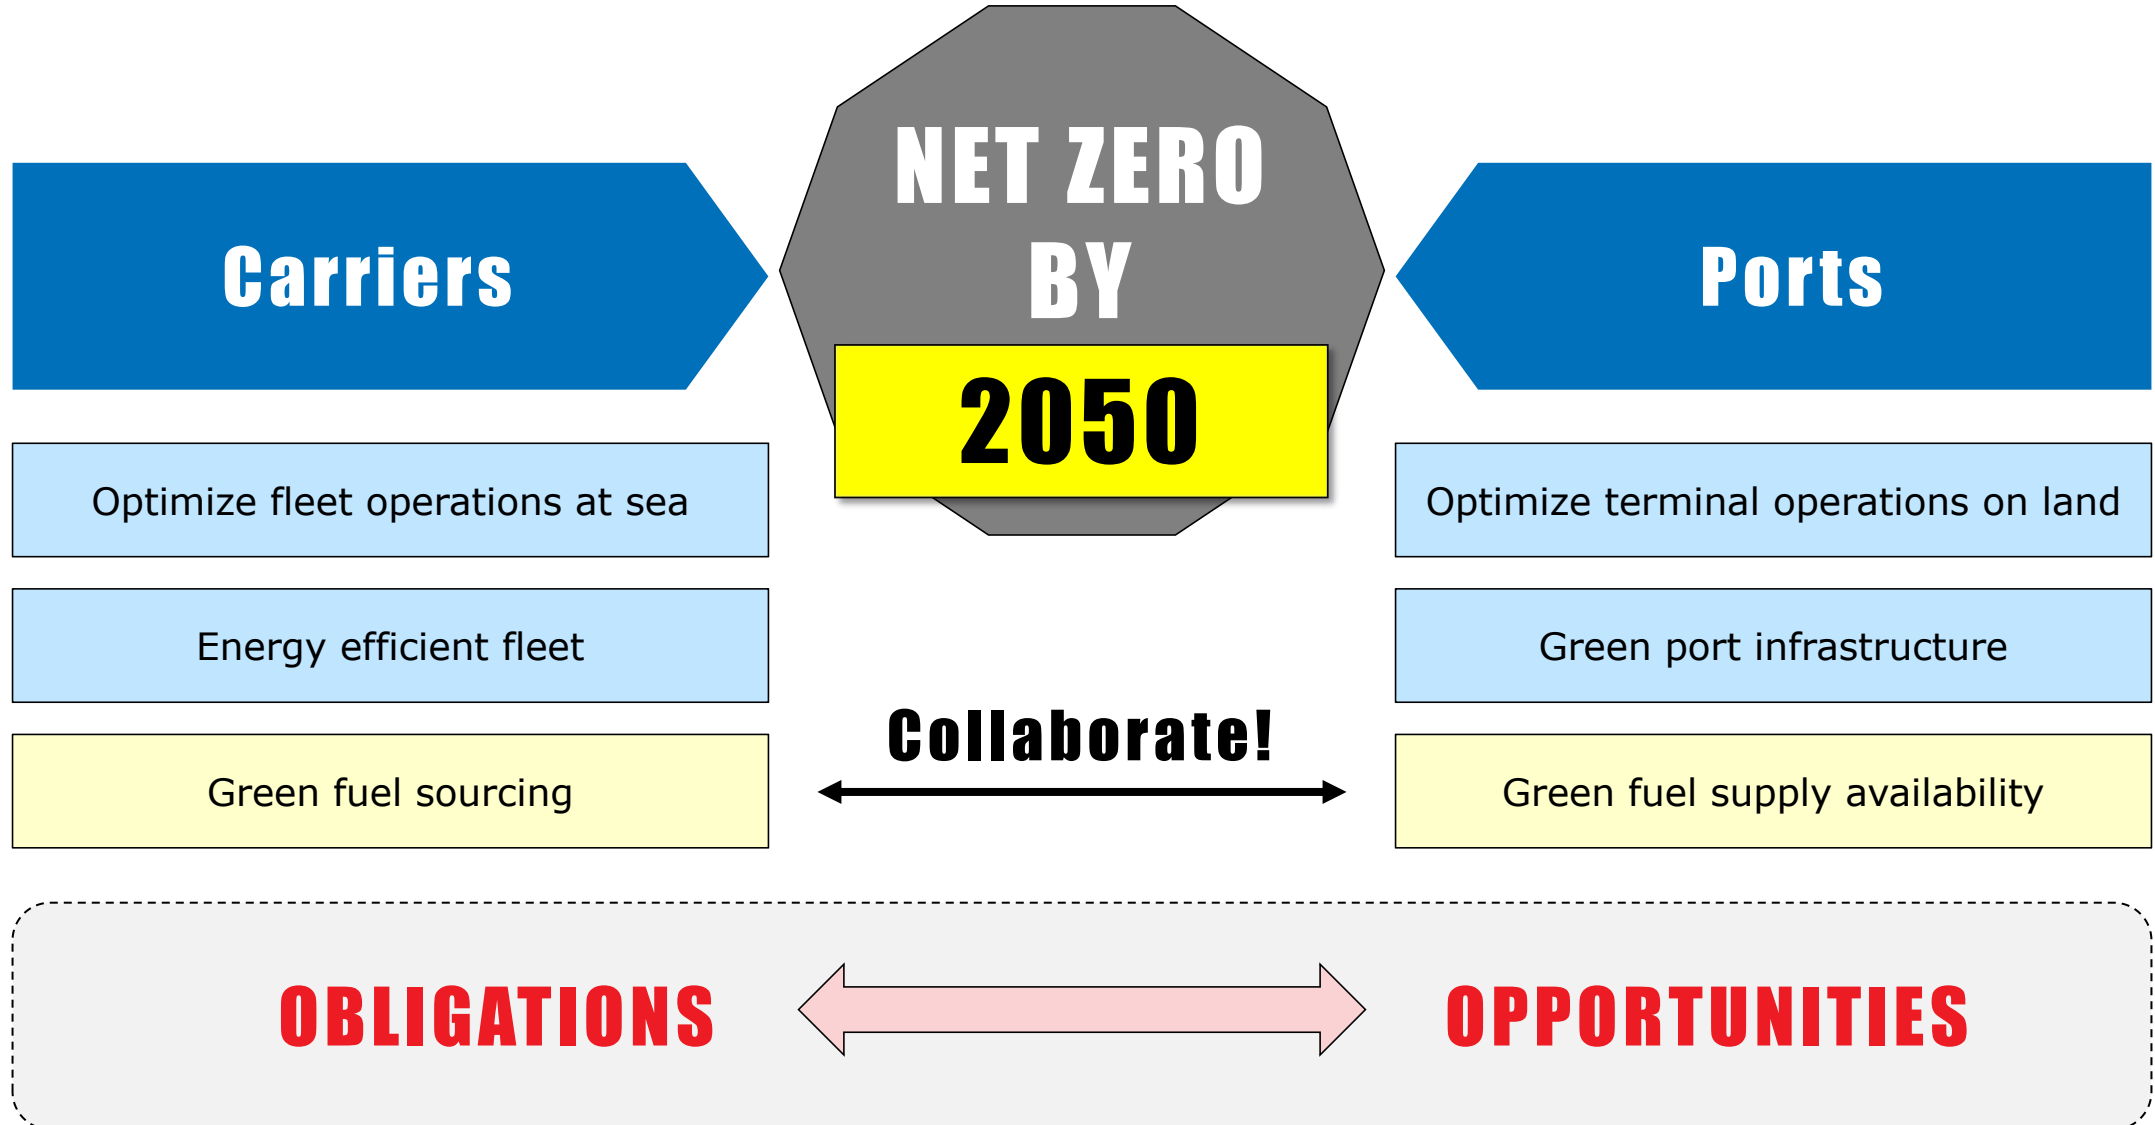 NET ZERO
BY
2050
Carriers
Ports
Optimize fleet operations at sea
Optimize terminal operations on land
Energy efficient fleet
Green port infrastructure
Collaborate!
Green fuel sourcing
Green fuel supply availability
OBLIGATIONS
OPPORTUNITIES